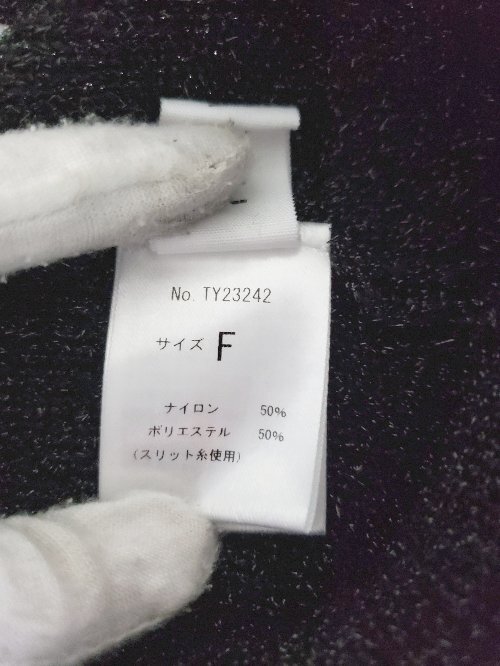 No. TY23242
サイズ F
ナイロン 50%
ポリエステル 50%
(スリット糸使用)